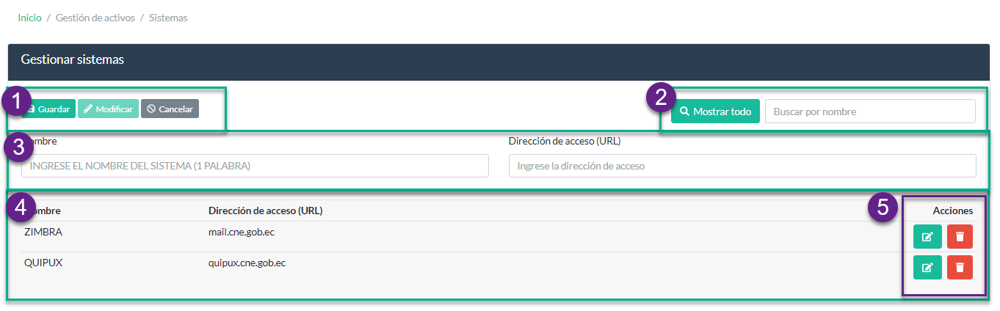 Inicio / Gestión de activos / Sistemas
Gestionar sistemas
1 Guardar Modificar Cancelar 2 Mostrar todo Buscar por nombre
3 ombre Dirección de acceso (URL)
INGRESE EL NOMBRE DEL SISTEMA (1 PALABRA) Ingrese la dirección de acceso
4 ombre Dirección de acceso (URL) 5 Acciones
ZIMBRA mail.cne.gob.ec
QUIPUX quipux.cne.gob.ec